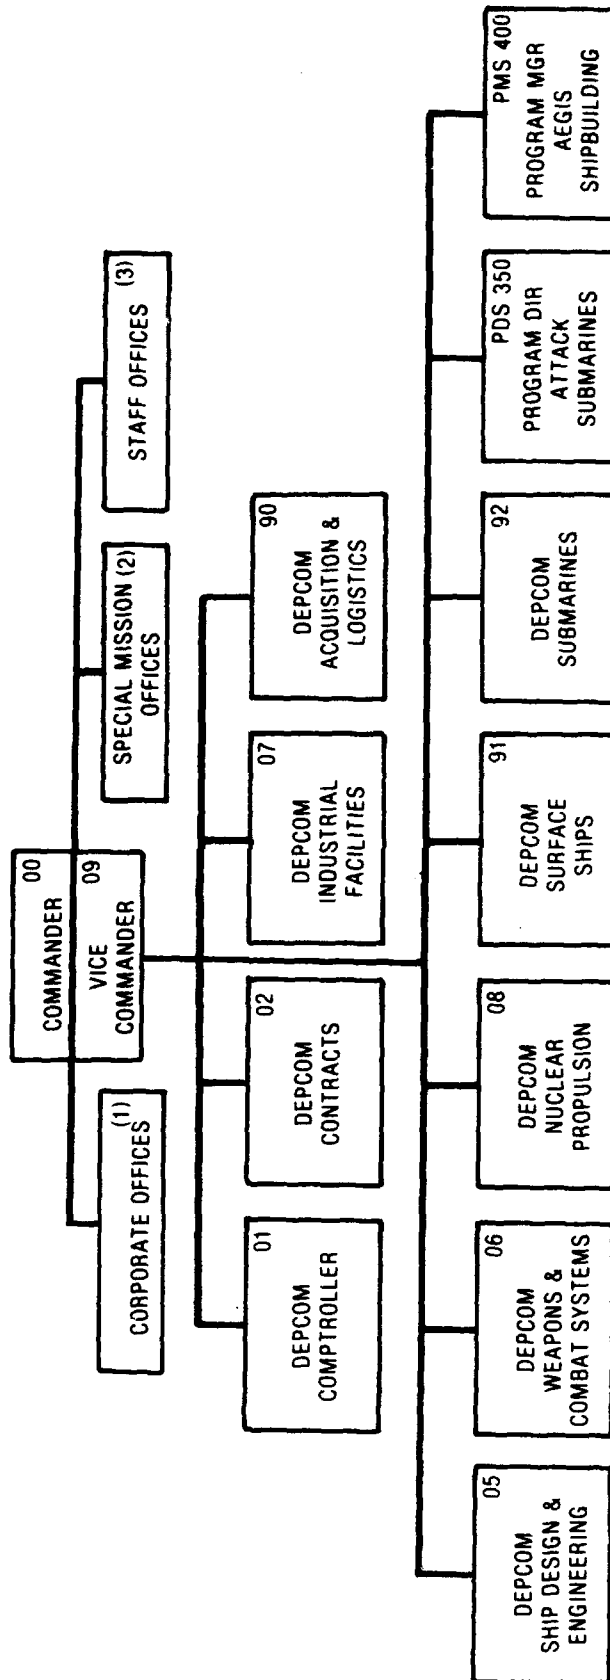 00
COMMANDER
09
VICE
COMMANDER
CORPORATE OFFICES (1)
SPECIAL MISSION (2)
OFFICES
STAFF OFFICES (3)
01
DEPCOM
COMPTROLLER
02
DEPCOM
CONTRACTS
07
DEPCOM
INDUSTRIAL
FACILITIES
90
DEPCOM
ACQUISITION &
LOGISTICS
05
DEPCOM
SHIP DESIGN &
ENGINEERING
06
DEPCOM
WEAPONS &
COMBAT SYSTEMS
08
DEPCOM
NUCLEAR
PROPULSION
91
DEPCOM
SURFACE
SHIPS
92
DEPCOM
SUBMARINES
PDS 350
PROGRAM DIR
ATTACK
SUBMARINES
PMS 400
PROGRAM MGR
AEGIS
SHIPBUILDING